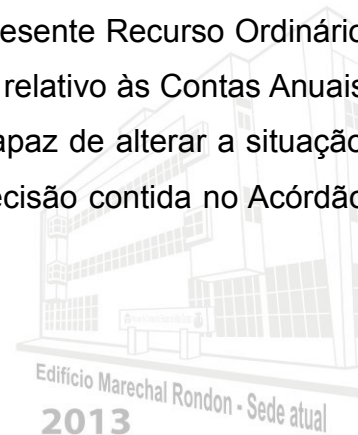 esente Recurso Ordinário
relativo às Contas Anuais
apaz de alterar a situação
ecisão contida no Acórdão
Edifício Marechal Rondon - Sede atual
2013